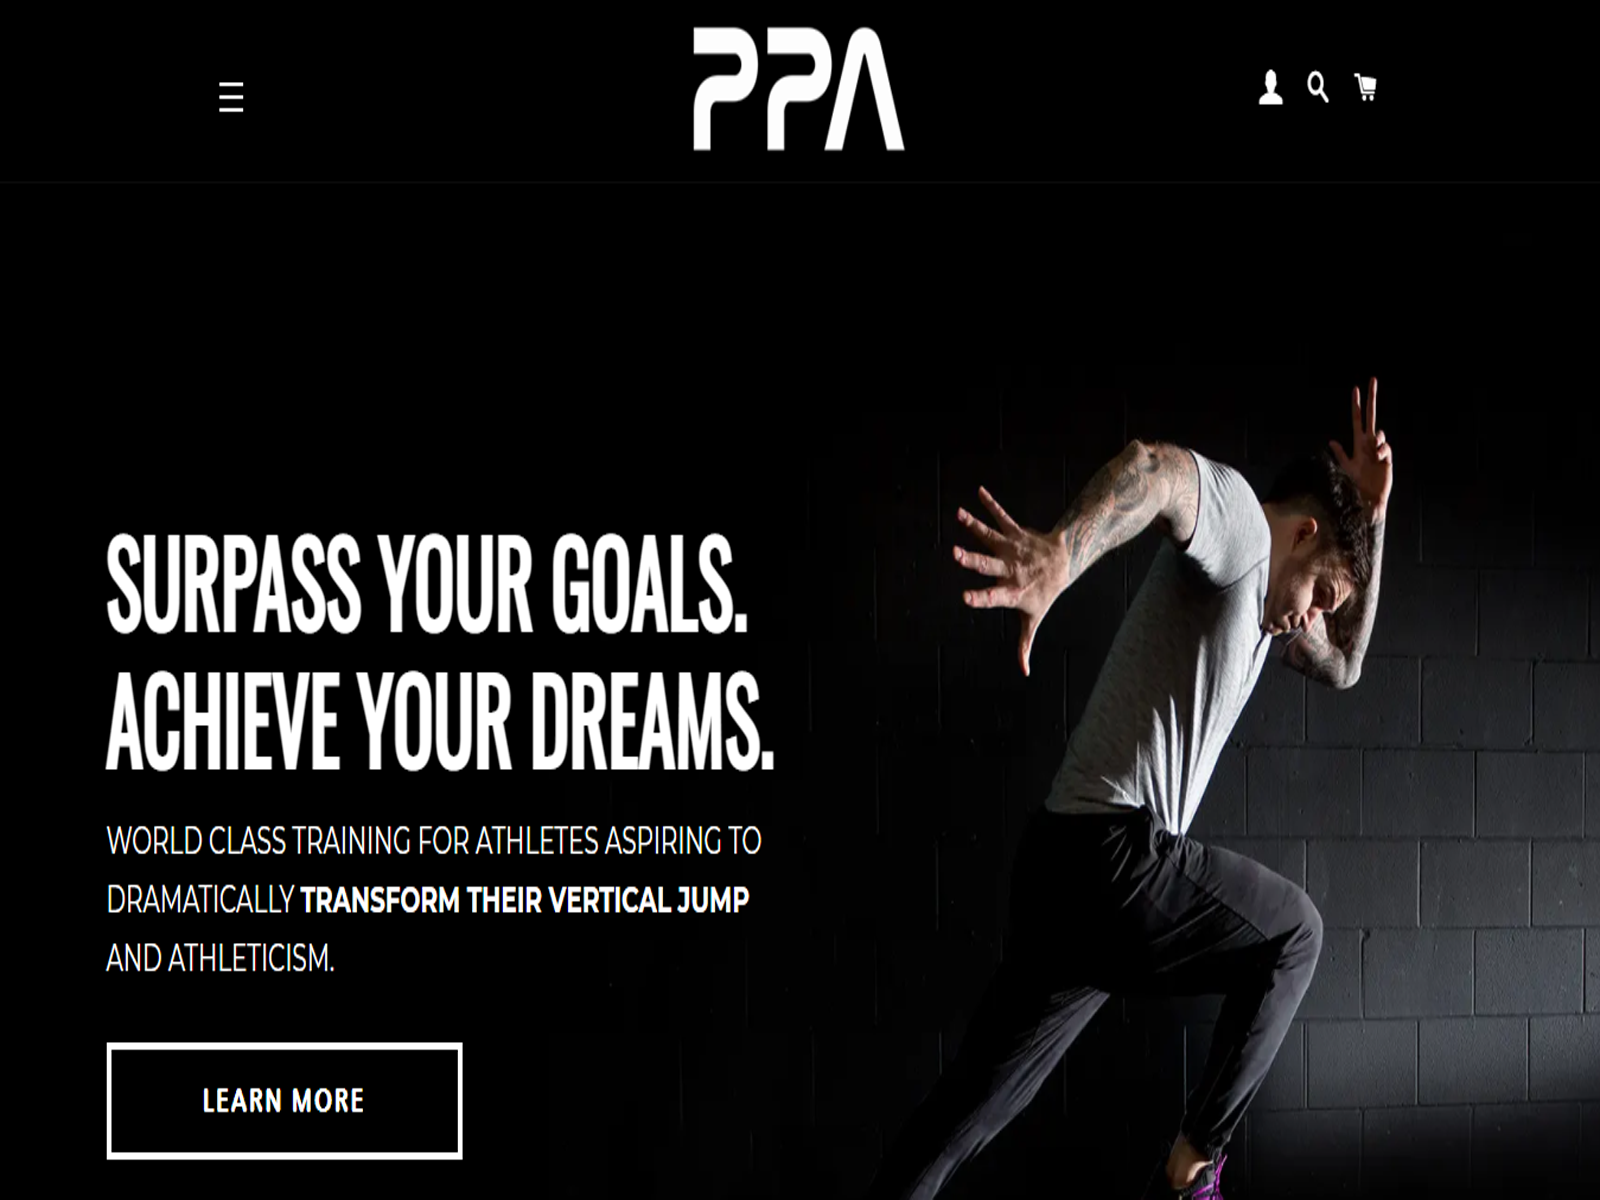 PPA
SURPASS YOUR GOALS.
ACHIEVE YOUR DREAMS.
WORLD CLASS TRAINING FOR ATHLETES ASPIRING TO
DRAMATICALLY TRANSFORM THEIR VERTICAL JUMP
AND ATHLETICISM.
LEARN MORE